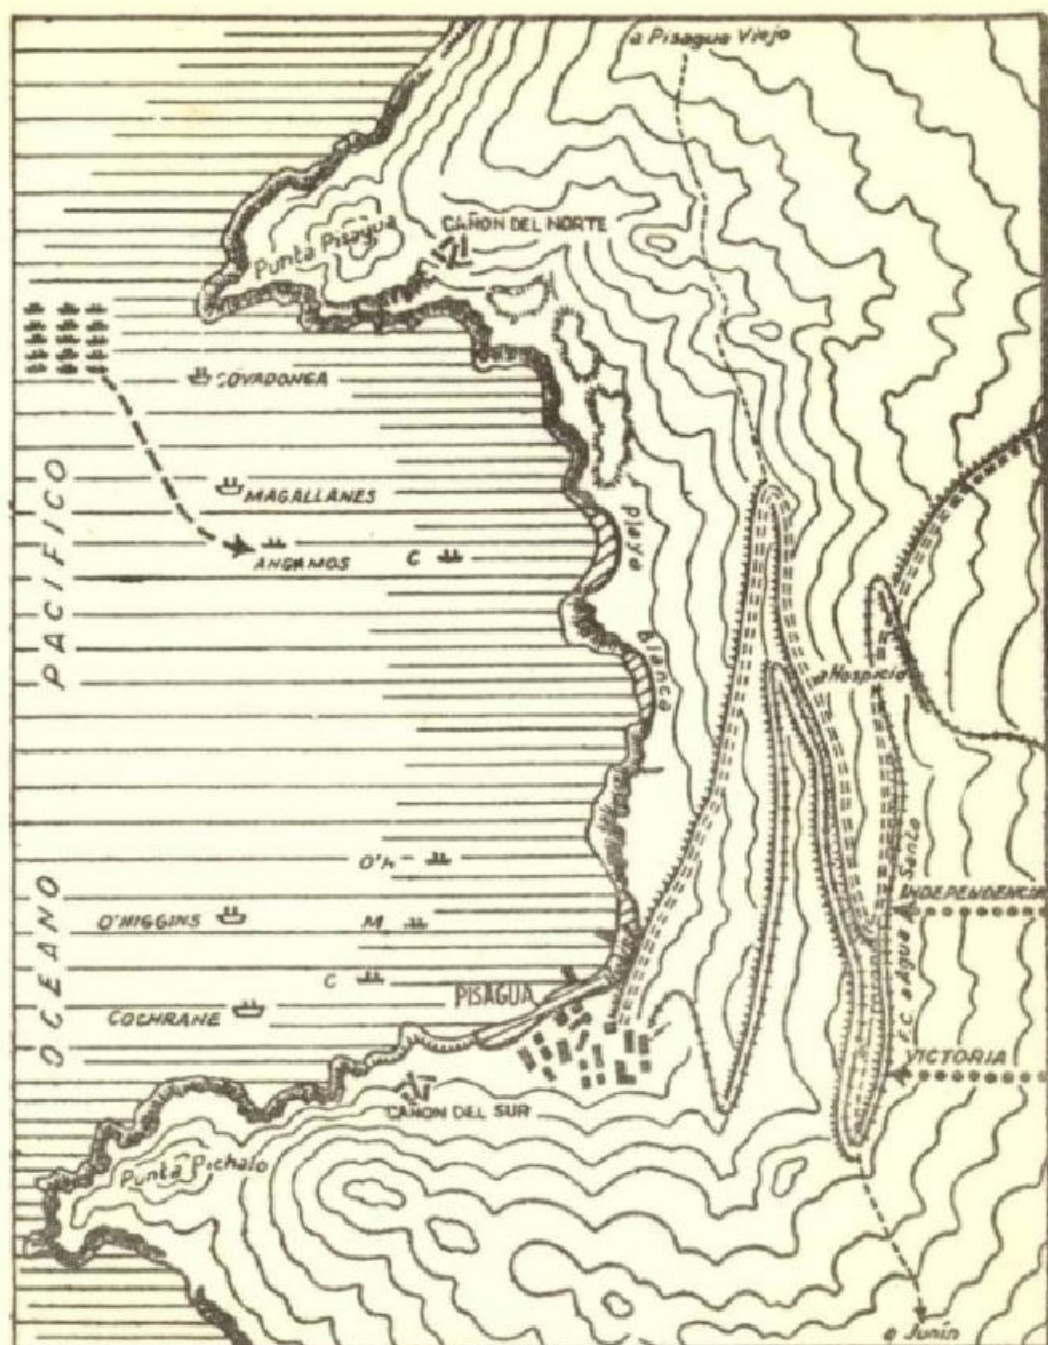 a Pisagua Viejo
CAÑON DEL NORTE
Punta Pisagua
COVADONGA
MAGALLANES
ANGAMOS
C
Playa
Blanca
a Hospicio
OCEANO PACIFICO
O'H
O'HIGGINS
M
C
PISAGUA
COCHRANE
F.C. a Agua Santa
INDEPENDENCIA
VICTORIA
CAÑON DEL SUR
Punta Pichalo
a Junín